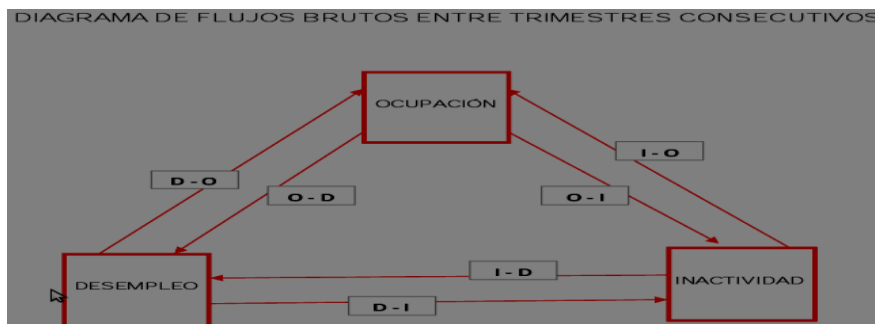 DIAGRAMA DE FLUJOS BRUTOS ENTRE TRIMESTRES CONSECUTIVOS
OCUPACIÓN
I - O
D - O
O - D
O - I
I - D
DESEMPLEO
INACTIVIDAD
D - I